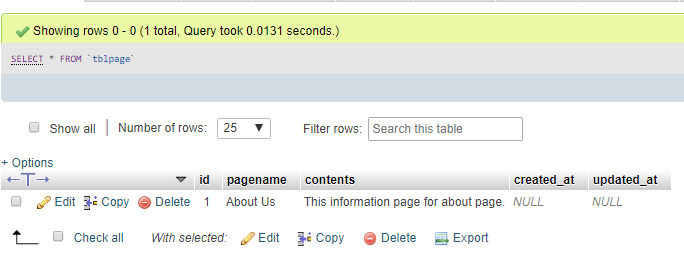 Showing rows 0 - 0 (1 total, Query took 0.0131 seconds.)
SELECT * FROM `tblpage`
Show all | Number of rows: 25 Filter rows: Search this table
+ Options
←T→ id pagename contents created_at updated_at
Edit Copy Delete 1 About Us This information page for about page. NULL NULL
Check all With selected: Edit Copy Delete Export